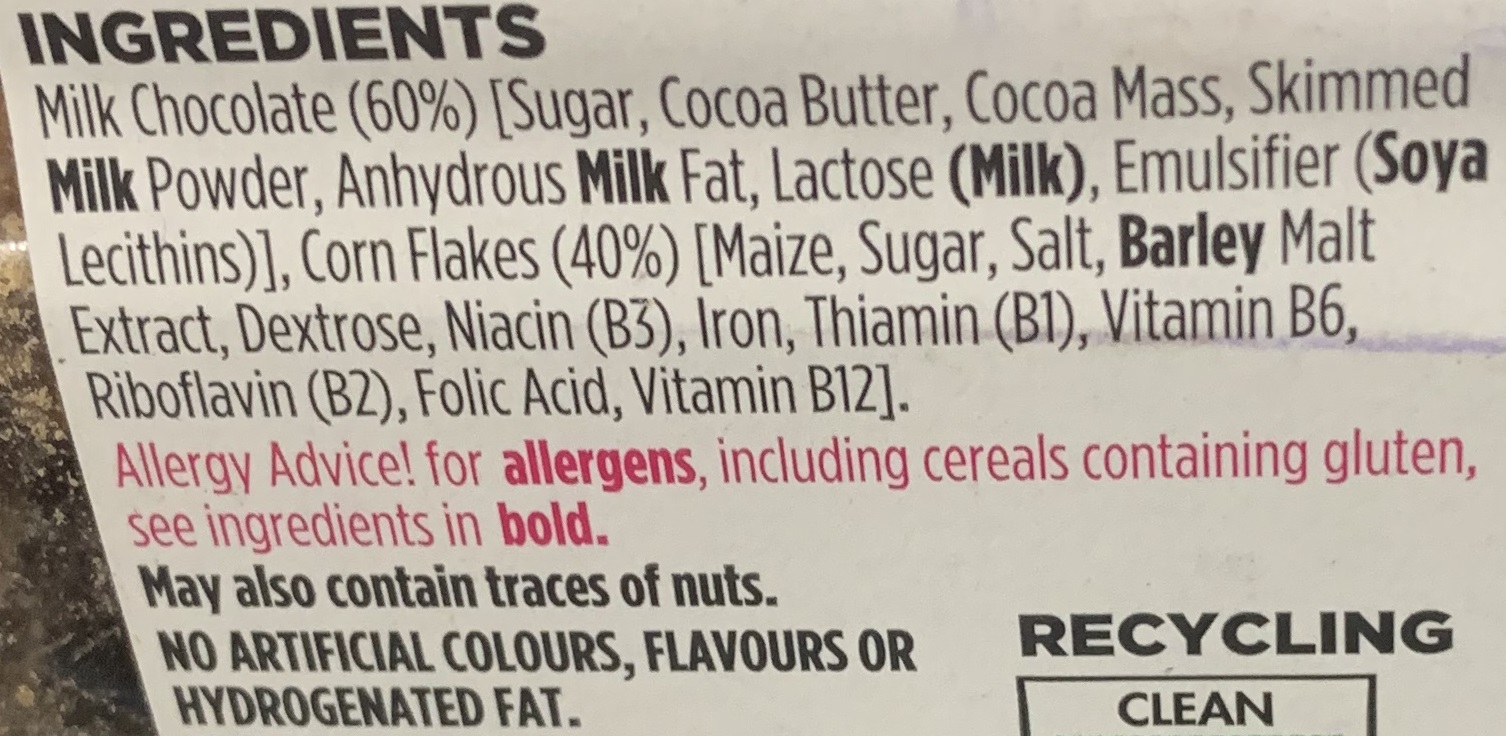 INGREDIENTS
Milk Chocolate (60%) [Sugar, Cocoa Butter, Cocoa Mass, Skimmed
Milk Powder, Anhydrous Milk Fat, Lactose (Milk), Emulsifier (Soya
Lecithins)], Corn Flakes (40%) [Maize, Sugar, Salt, Barley Malt
Extract, Dextrose, Niacin (B3), Iron, Thiamin (B1), Vitamin B6,
Riboflavin (B2), Folic Acid, Vitamin B12].
Allergy Advice! for allergens, including cereals containing gluten,
see ingredients in bold.
May also contain traces of nuts.
NO ARTIFICIAL COLOURS, FLAVOURS OR
HYDROGENATED FAT.
RECYCLING
CLEAN